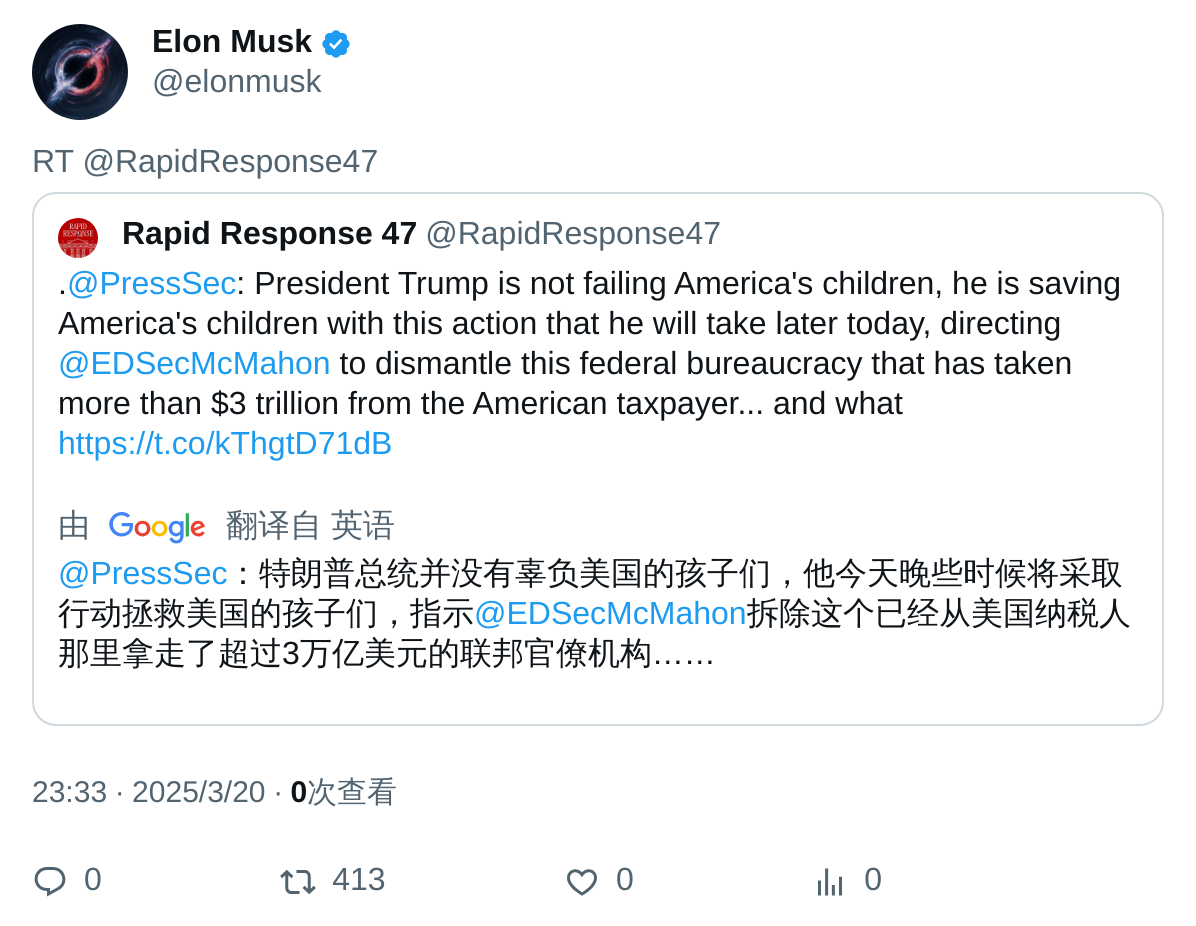 Elon Musk
@elonmusk
RT @RapidResponse47
RAPID
RESPONSE
Rapid Response 47 @RapidResponse47
.@PressSec: President Trump is not failing America's children, he is saving
America's children with this action that he will take later today, directing
@EDSecMcMahon to dismantle this federal bureaucracy that has taken
more than $3 trillion from the American taxpayer... and what
https://t.co/kThgtD71dB
由 Google 翻译自 英语
@PressSec：特朗普总统并没有辜负美国的孩子们，他今天晚些时候将采取
行动拯救美国的孩子们，指示@EDSecMcMahon拆除这个已经从美国纳税人
那里拿走了超过3万亿美元的联邦官僚机构……
23:33 · 2025/3/20 · 0次查看
0 413 0 0